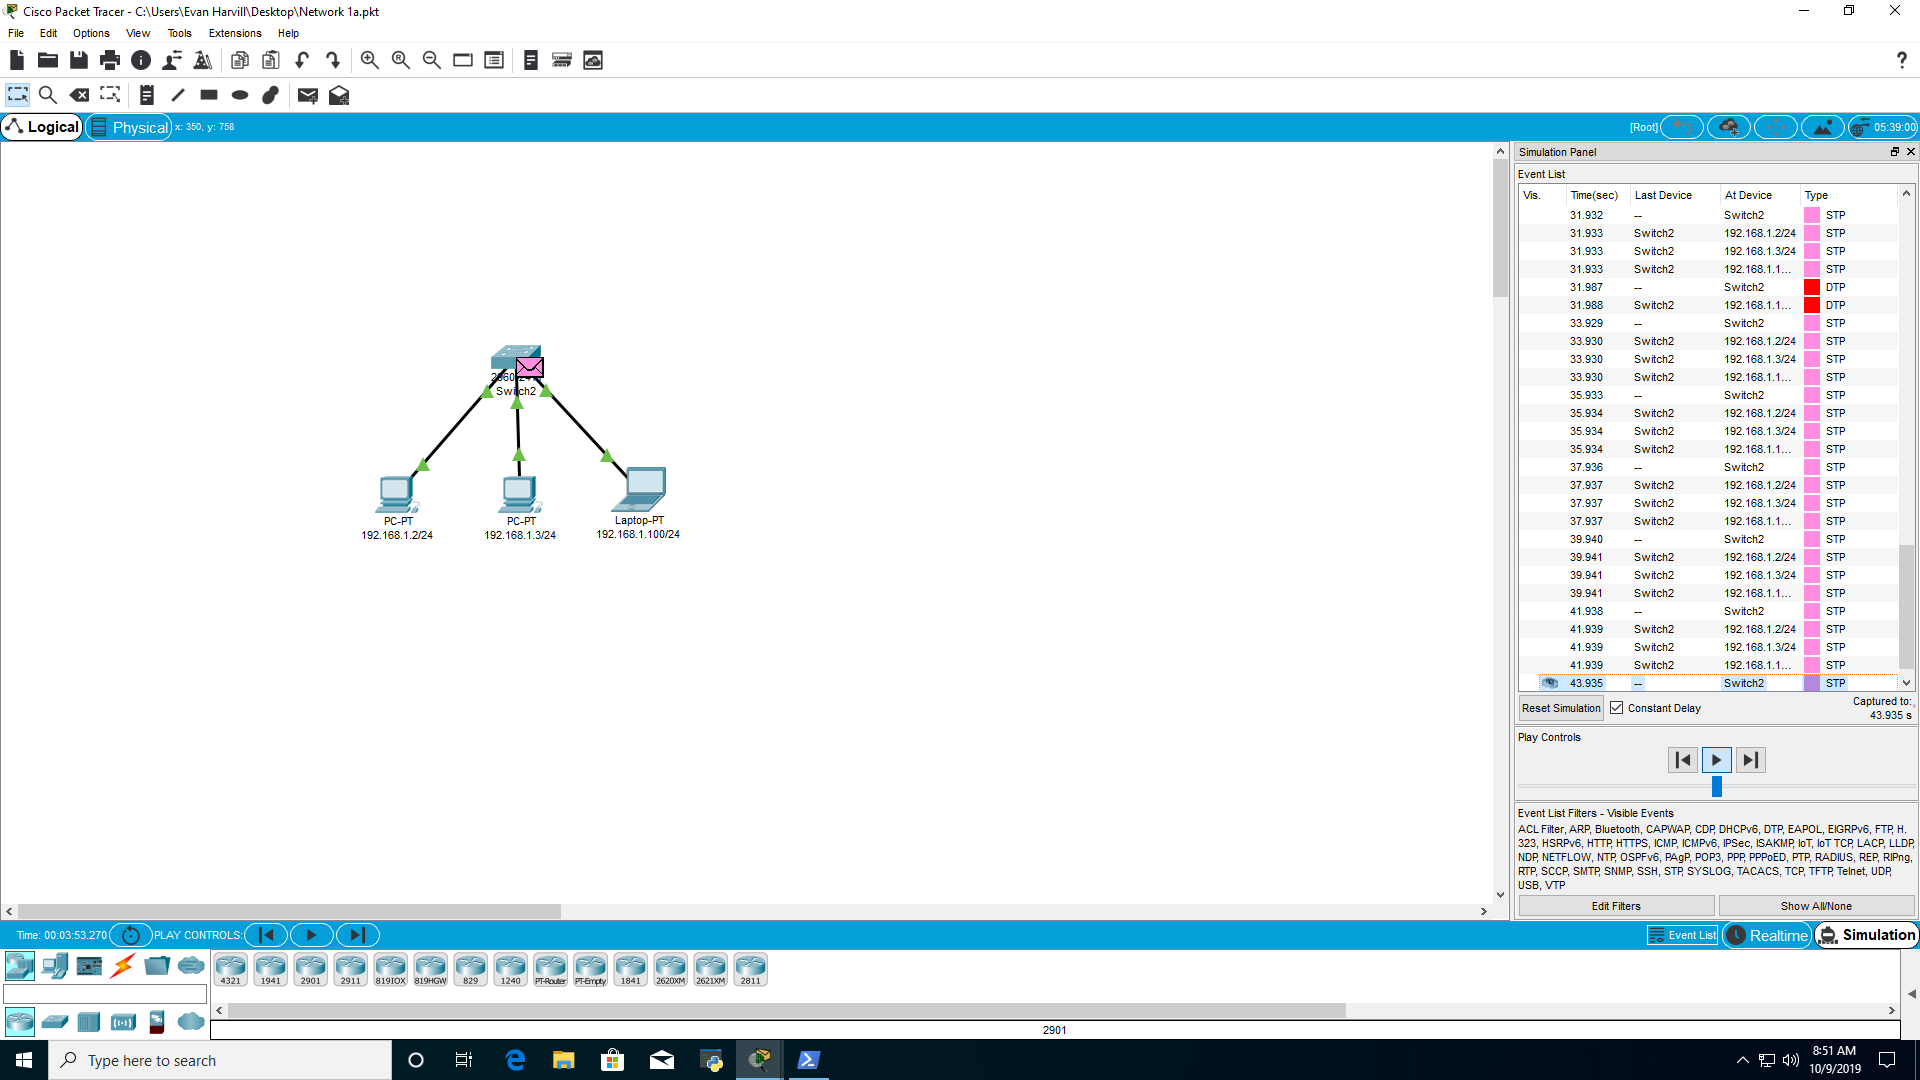 Cisco Packet Tracer - C:\Users\Evan Harvill\Desktop\Network 1a.pkt
File Edit Options View Tools Extensions Help
Logical Physical x: 350, y: 758 [Root] 05:39:00
Simulation Panel
Event List
Vis. Time(sec) Last Device At Device Type
31.932 -- Switch2 STP
31.933 Switch2 192.168.1.2/24 STP
31.933 Switch2 192.168.1.3/24 STP
31.933 Switch2 192.168.1.1... STP
31.987 -- Switch2 DTP
31.988 Switch2 192.168.1.1... DTP
33.929 -- Switch2 STP
33.930 Switch2 192.168.1.2/24 STP
33.930 Switch2 192.168.1.3/24 STP
33.930 Switch2 192.168.1.1... STP
35.933 -- Switch2 STP
35.934 Switch2 192.168.1.2/24 STP
35.934 Switch2 192.168.1.3/24 STP
35.934 Switch2 192.168.1.1... STP
37.936 -- Switch2 STP
37.937 Switch2 192.168.1.2/24 STP
37.937 Switch2 192.168.1.3/24 STP
37.937 Switch2 192.168.1.1... STP
39.940 -- Switch2 STP
39.941 Switch2 192.168.1.2/24 STP
39.941 Switch2 192.168.1.3/24 STP
39.941 Switch2 192.168.1.1... STP
41.938 -- Switch2 STP
41.939 Switch2 192.168.1.2/24 STP
41.939 Switch2 192.168.1.3/24 STP
41.939 Switch2 192.168.1.1... STP
43.935 -- Switch2 STP
Switch2
PC-PT
192.168.1.2/24
PC-PT
192.168.1.3/24
Laptop-PT
192.168.1.100/24
Reset Simulation Constant Delay Captured to:
43.935 s
Play Controls
Event List Filters - Visible Events
ACL Filter, ARP, Bluetooth, CAPWAP, CDP, DHCPv6, DTP, EAPOL, EIGRPv6, FTP, H.
323, HSRPv6, HTTP, HTTPS, ICMP, ICMPv6, IPSec, ISAKMP, IoT, IoT TCP, LACP, LLDP,
NDP, NETFLOW, NTP, OSPFv6, PAgP, POP3, PPP, PPPoED, PTP, RADIUS, REP, RIPng,
RTP, SCCP, SMTP, SNMP, SSH, STP, SYSLOG, TACACS, TCP, TFTP, Telnet, UDP,
USB, VTP
Edit Filters Show All/None
Time: 00:03:53.270 PLAY CONTROLS: Event List Realtime Simulation
4321 1941 2901 2911 819IOX 819HGW 829 1240 PT-Router PT-Empty 1841 2620XM 2621XM 2811
2901
Type here to search
8:51 AM
10/9/2019